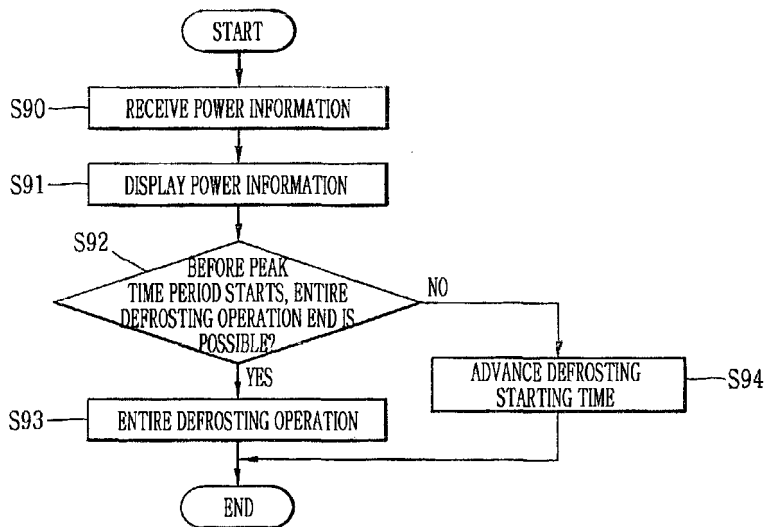 START
S90
RECEIVE POWER INFORMATION
S91
DISPLAY POWER INFORMATION
S92
BEFORE PEAK
TIME PERIOD STARTS, ENTIRE
DEFROSTING OPERATION END IS
POSSIBLE?
NO
YES
ADVANCE DEFROSTING
STARTING TIME
S94
S93
ENTIRE DEFROSTING OPERATION
END